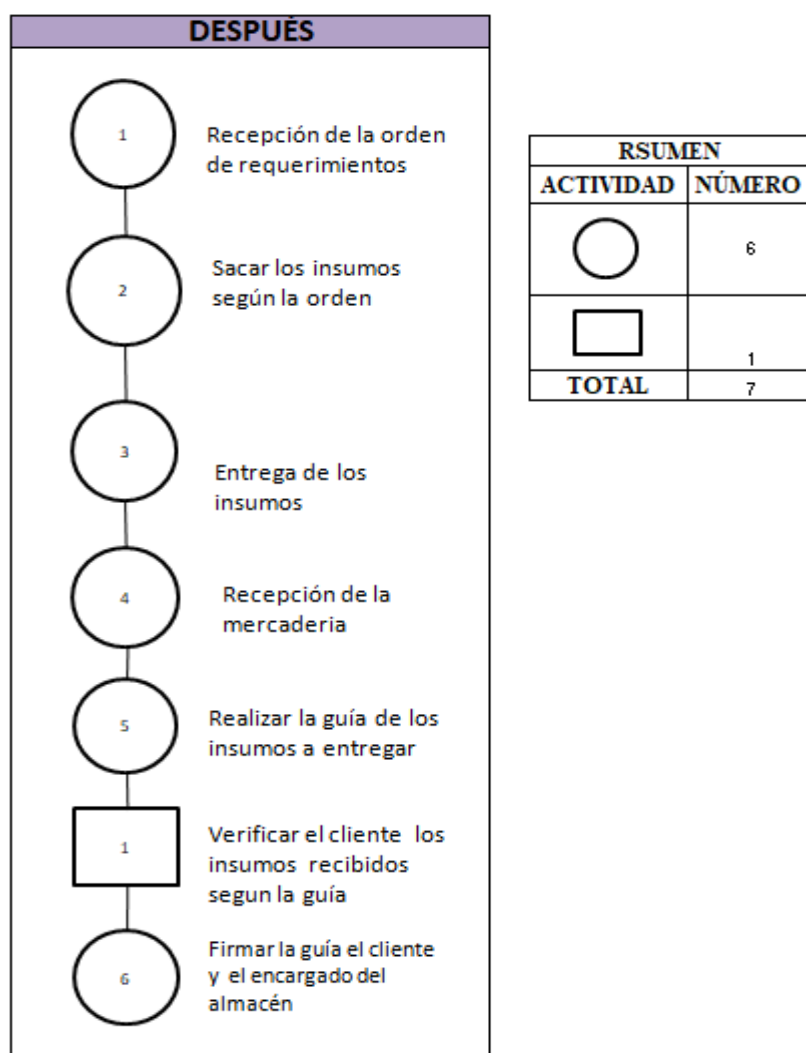 DESPUÉS
1
Recepción de la orden
de requerimientos
2
Sacar los insumos
según la orden
3
Entrega de los
insumos
4
Recepción de la
mercaderia
5
Realizar la guía de los
insumos a entregar
1
Verificar el cliente los
insumos recibidos
segun la guía
6
Firmar la guía el cliente
y el encargado del
almacén
RSUMEN
ACTIVIDAD NÚMERO
6
1
TOTAL 7